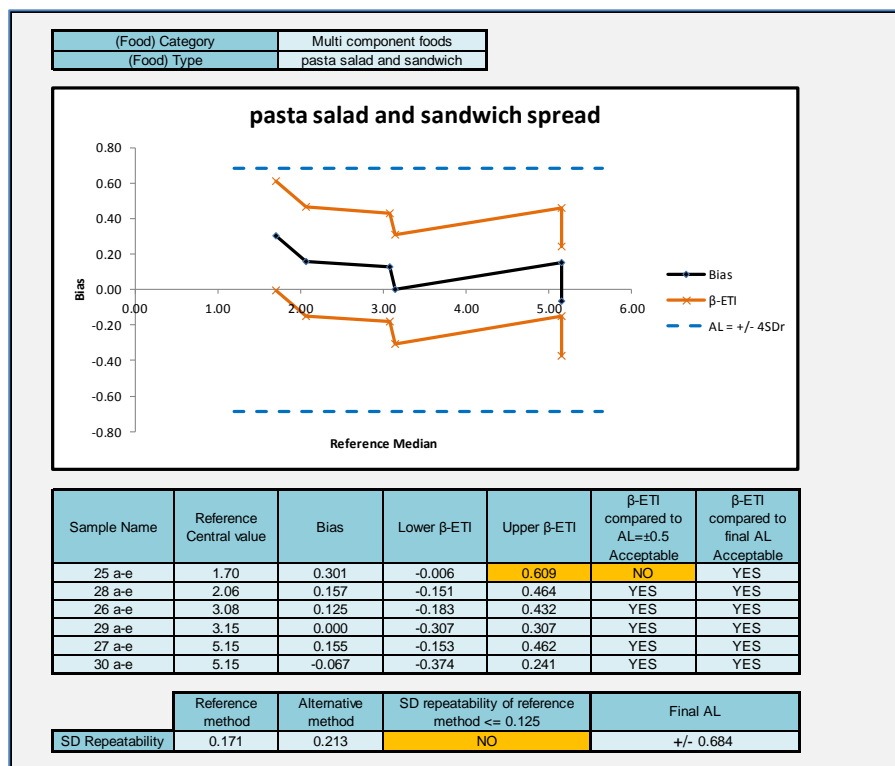 (Food) Category Multi component foods
(Food) Type pasta salad and sandwich
pasta salad and sandwich spread
0.80
0.60
0.40
0.20
0.00
-0.20
-0.40
-0.60
-0.80
0.00 1.00 2.00 3.00 4.00 5.00 6.00
Bias
Reference Median
Bias
β-ETI
AL = +/- 4SDr
Sample Name Reference Central value Bias Lower β-ETI Upper β-ETI β-ETI compared to AL=±0.5 Acceptable β-ETI compared to final AL Acceptable
25 a-e 1.70 0.301 -0.006 0.609 NO YES
28 a-e 2.06 0.157 -0.151 0.464 YES YES
26 a-e 3.08 0.125 -0.183 0.432 YES YES
29 a-e 3.15 0.000 -0.307 0.307 YES YES
27 a-e 5.15 0.155 -0.153 0.462 YES YES
30 a-e 5.15 -0.067 -0.374 0.241 YES YES
Reference method Alternative method SD repeatability of reference method <= 0.125 Final AL
SD Repeatability 0.171 0.213 NO +/- 0.684